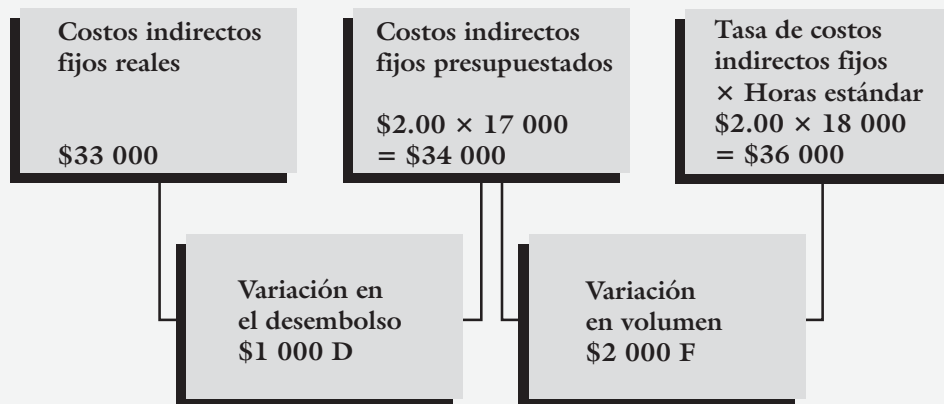 Costos indirectos
fijos reales
$33 000
Costos indirectos
fijos presupuestados
$2.00 × 17 000
= $34 000
Tasa de costos
indirectos fijos
× Horas estándar
$2.00 × 18 000
= $36 000
Variación en
el desembolso
$1 000 D
Variación
en volumen
$2 000 F